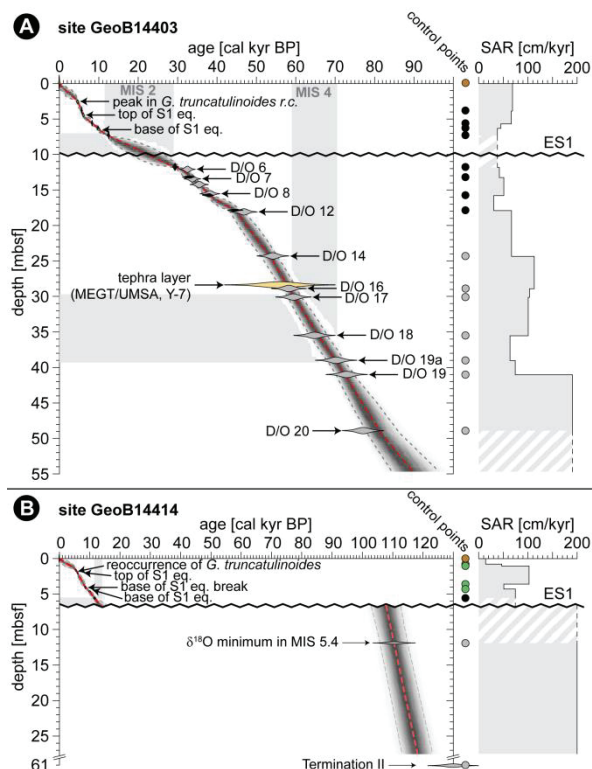 A site GeoB14403
control points
age [cal kyr BP]
SAR [cm/kyr]
0 10 20 30 40 50 60 70 80 90
0 100 200
0
5
10
15
20
25
30
35
40
45
50
55
depth [mbsf]
MIS 2
MIS 4
peak in G. truncatulinoides r.c.
top of S1 eq.
base of S1 eq.
ES1
D/O 6
D/O 7
D/O 8
D/O 12
D/O 14
tephra layer
(MEGT/UMSA, Y-7)
D/O 16
D/O 17
D/O 18
D/O 19a
D/O 19
D/O 20
B site GeoB14414
control points
age [cal kyr BP]
SAR [cm/kyr]
0 10 20 30 40 50 60 70 80 90 100 110 120
0 100 200
0
5
10
15
20
25
61
depth [mbsf]
reoccurrence of G. truncatulinoides
top of S1 eq.
base of S1 eq. break
base of S1 eq.
ES1
δ18O minimum in MIS 5.4
Termination II